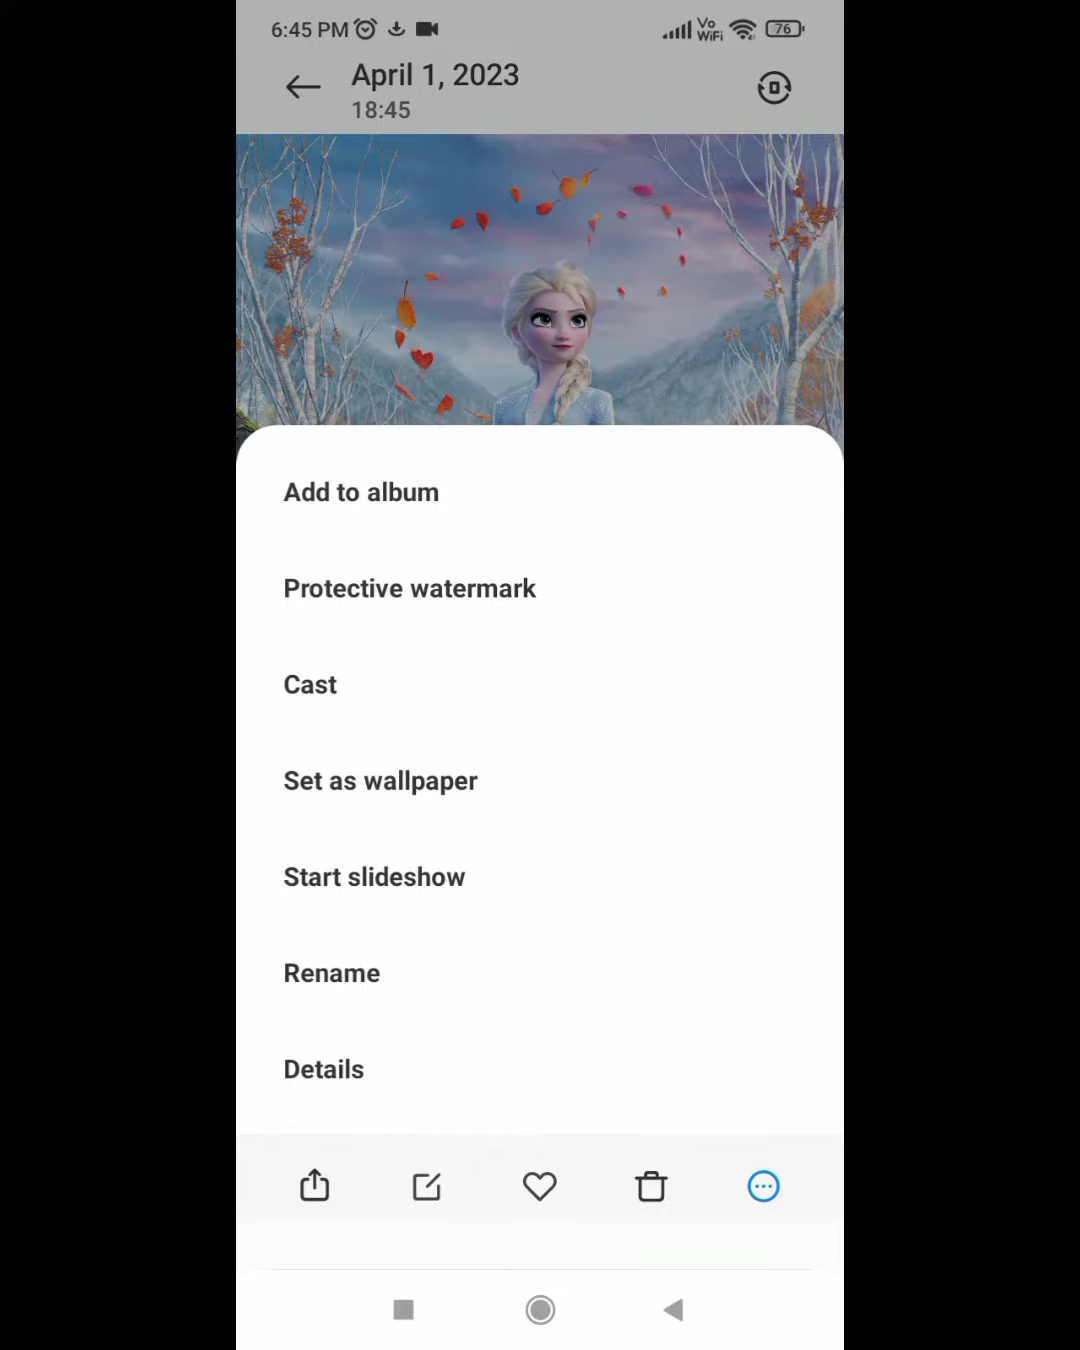 6:45 PM
Vo
WiFi
76
April 1, 2023
18:45
Add to album
Protective watermark
Cast
Set as wallpaper
Start slideshow
Rename
Details